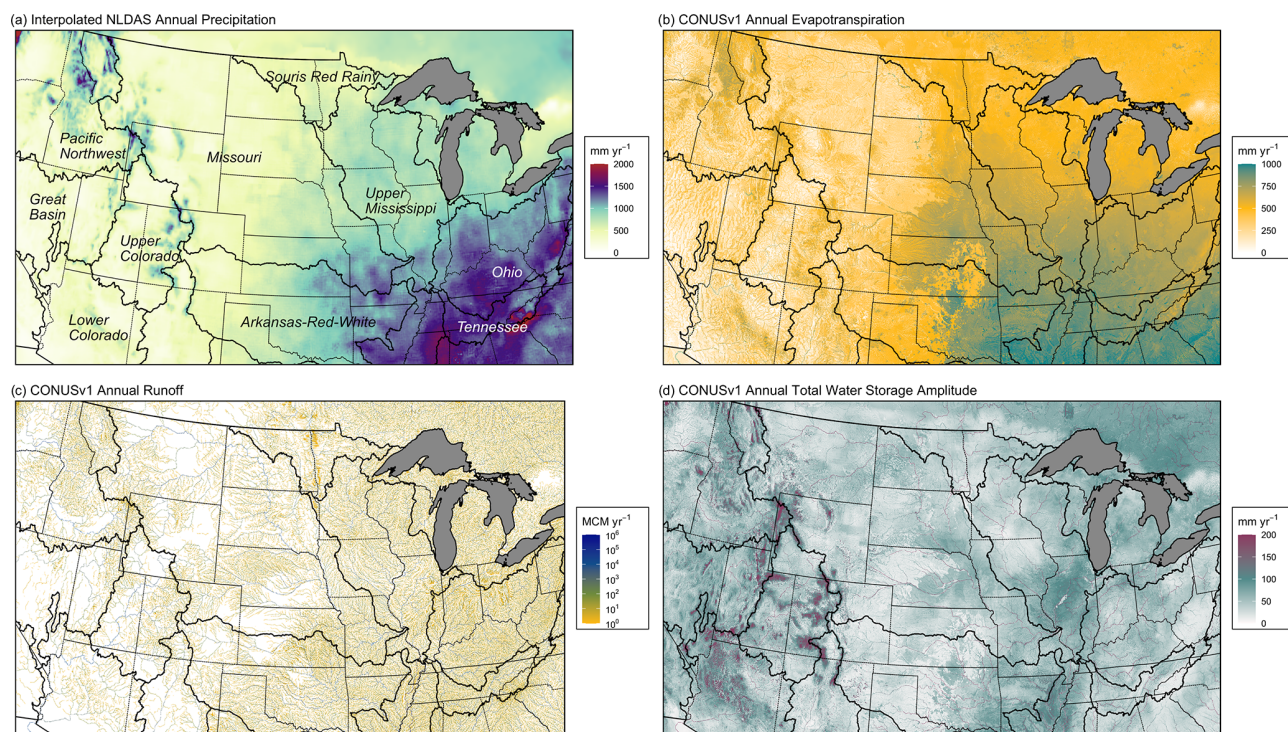 (a) Interpolated NLDAS Annual Precipitation
Souris Red Rainy
Pacific
Northwest
Missouri
Great
Basin
Upper
Mississippi
Upper
Colorado
Ohio
Lower
Colorado
Arkansas-Red-White
Tennessee
mm yr⁻¹
2000
1500
1000
500
0
(b) CONUSv1 Annual Evapotranspiration
mm yr⁻¹
1000
750
500
250
0
(c) CONUSv1 Annual Runoff
MCM yr⁻¹
10⁶
10⁵
10⁴
10³
10²
10¹
10⁰
(d) CONUSv1 Annual Total Water Storage Amplitude
mm yr⁻¹
200
150
100
50
0